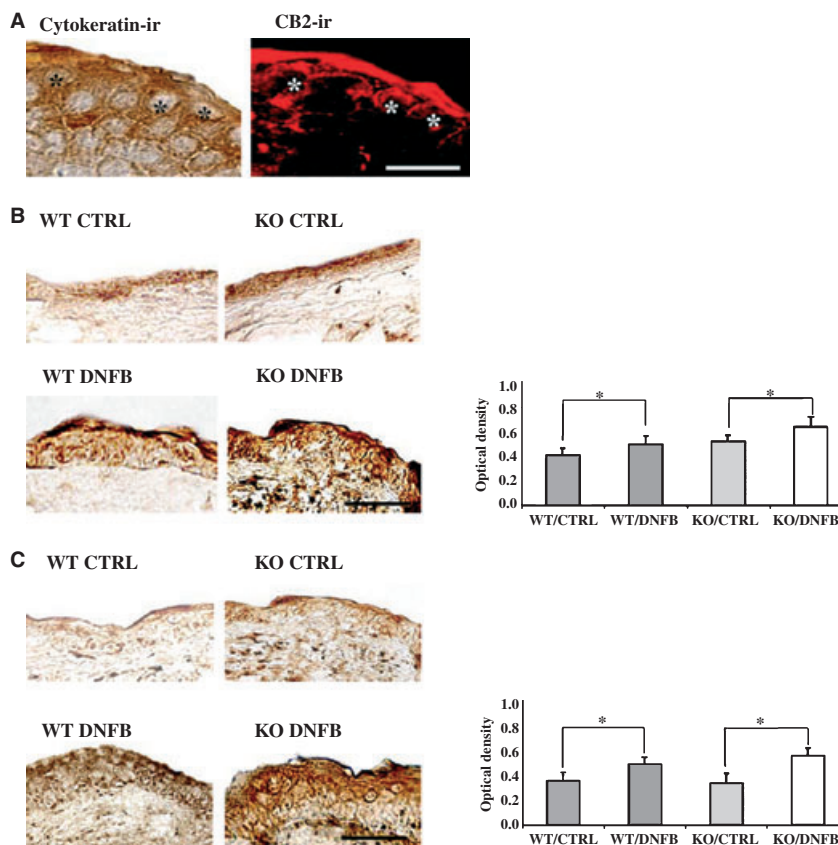 A
Cytokeratin-ir CB2-ir
* * * * * *
B
WT CTRL KO CTRL
WT DNFB KO DNFB
Optical density
1.0
0.8
0.6
0.4
0.2
0.0
* *
WT/CTRL WT/DNFB KO/CTRL KO/DNFB
C
WT CTRL KO CTRL
WT DNFB KO DNFB
Optical density
1.0
0.8
0.6
0.4
0.2
0.0
* *
WT/CTRL WT/DNFB KO/CTRL KO/DNFB